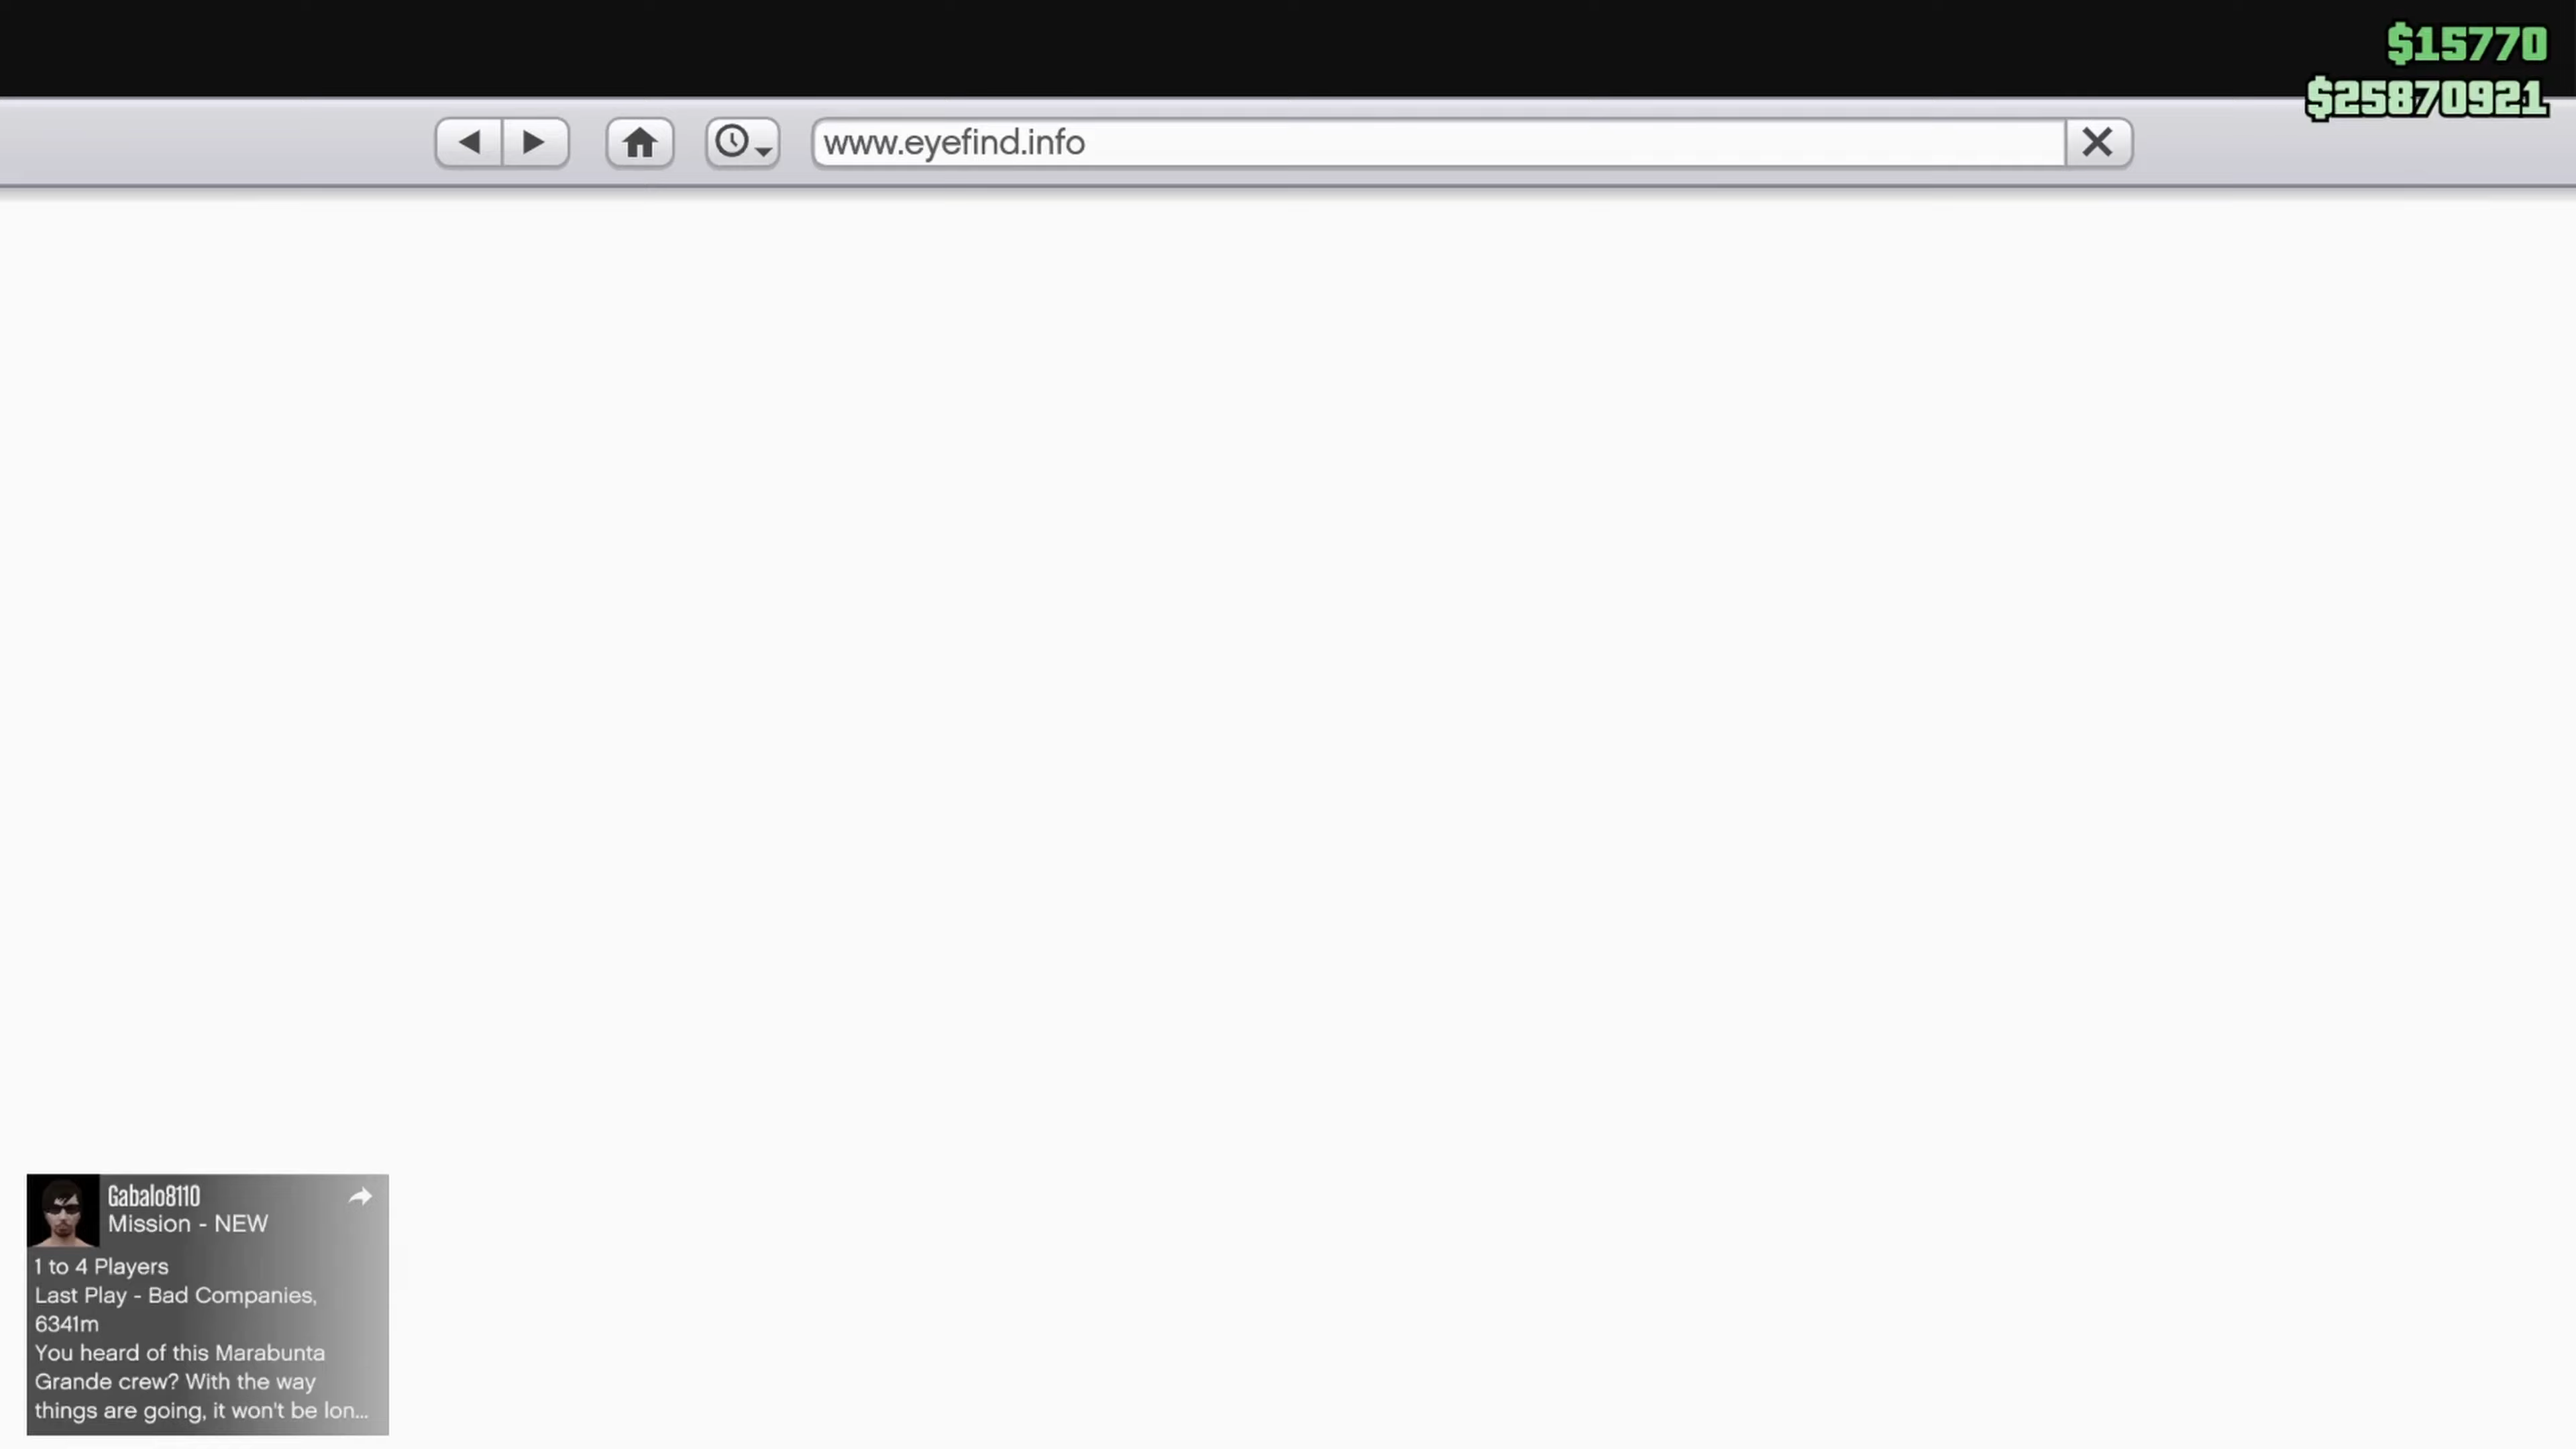 $15770
$25870921
www.eyefind.info
Gabalo8110
Mission - NEW
1 to 4 Players
Last Play - Bad Companies,
6341m
You heard of this Marabunta
Grande crew? With the way
things are going, it won't be lon...